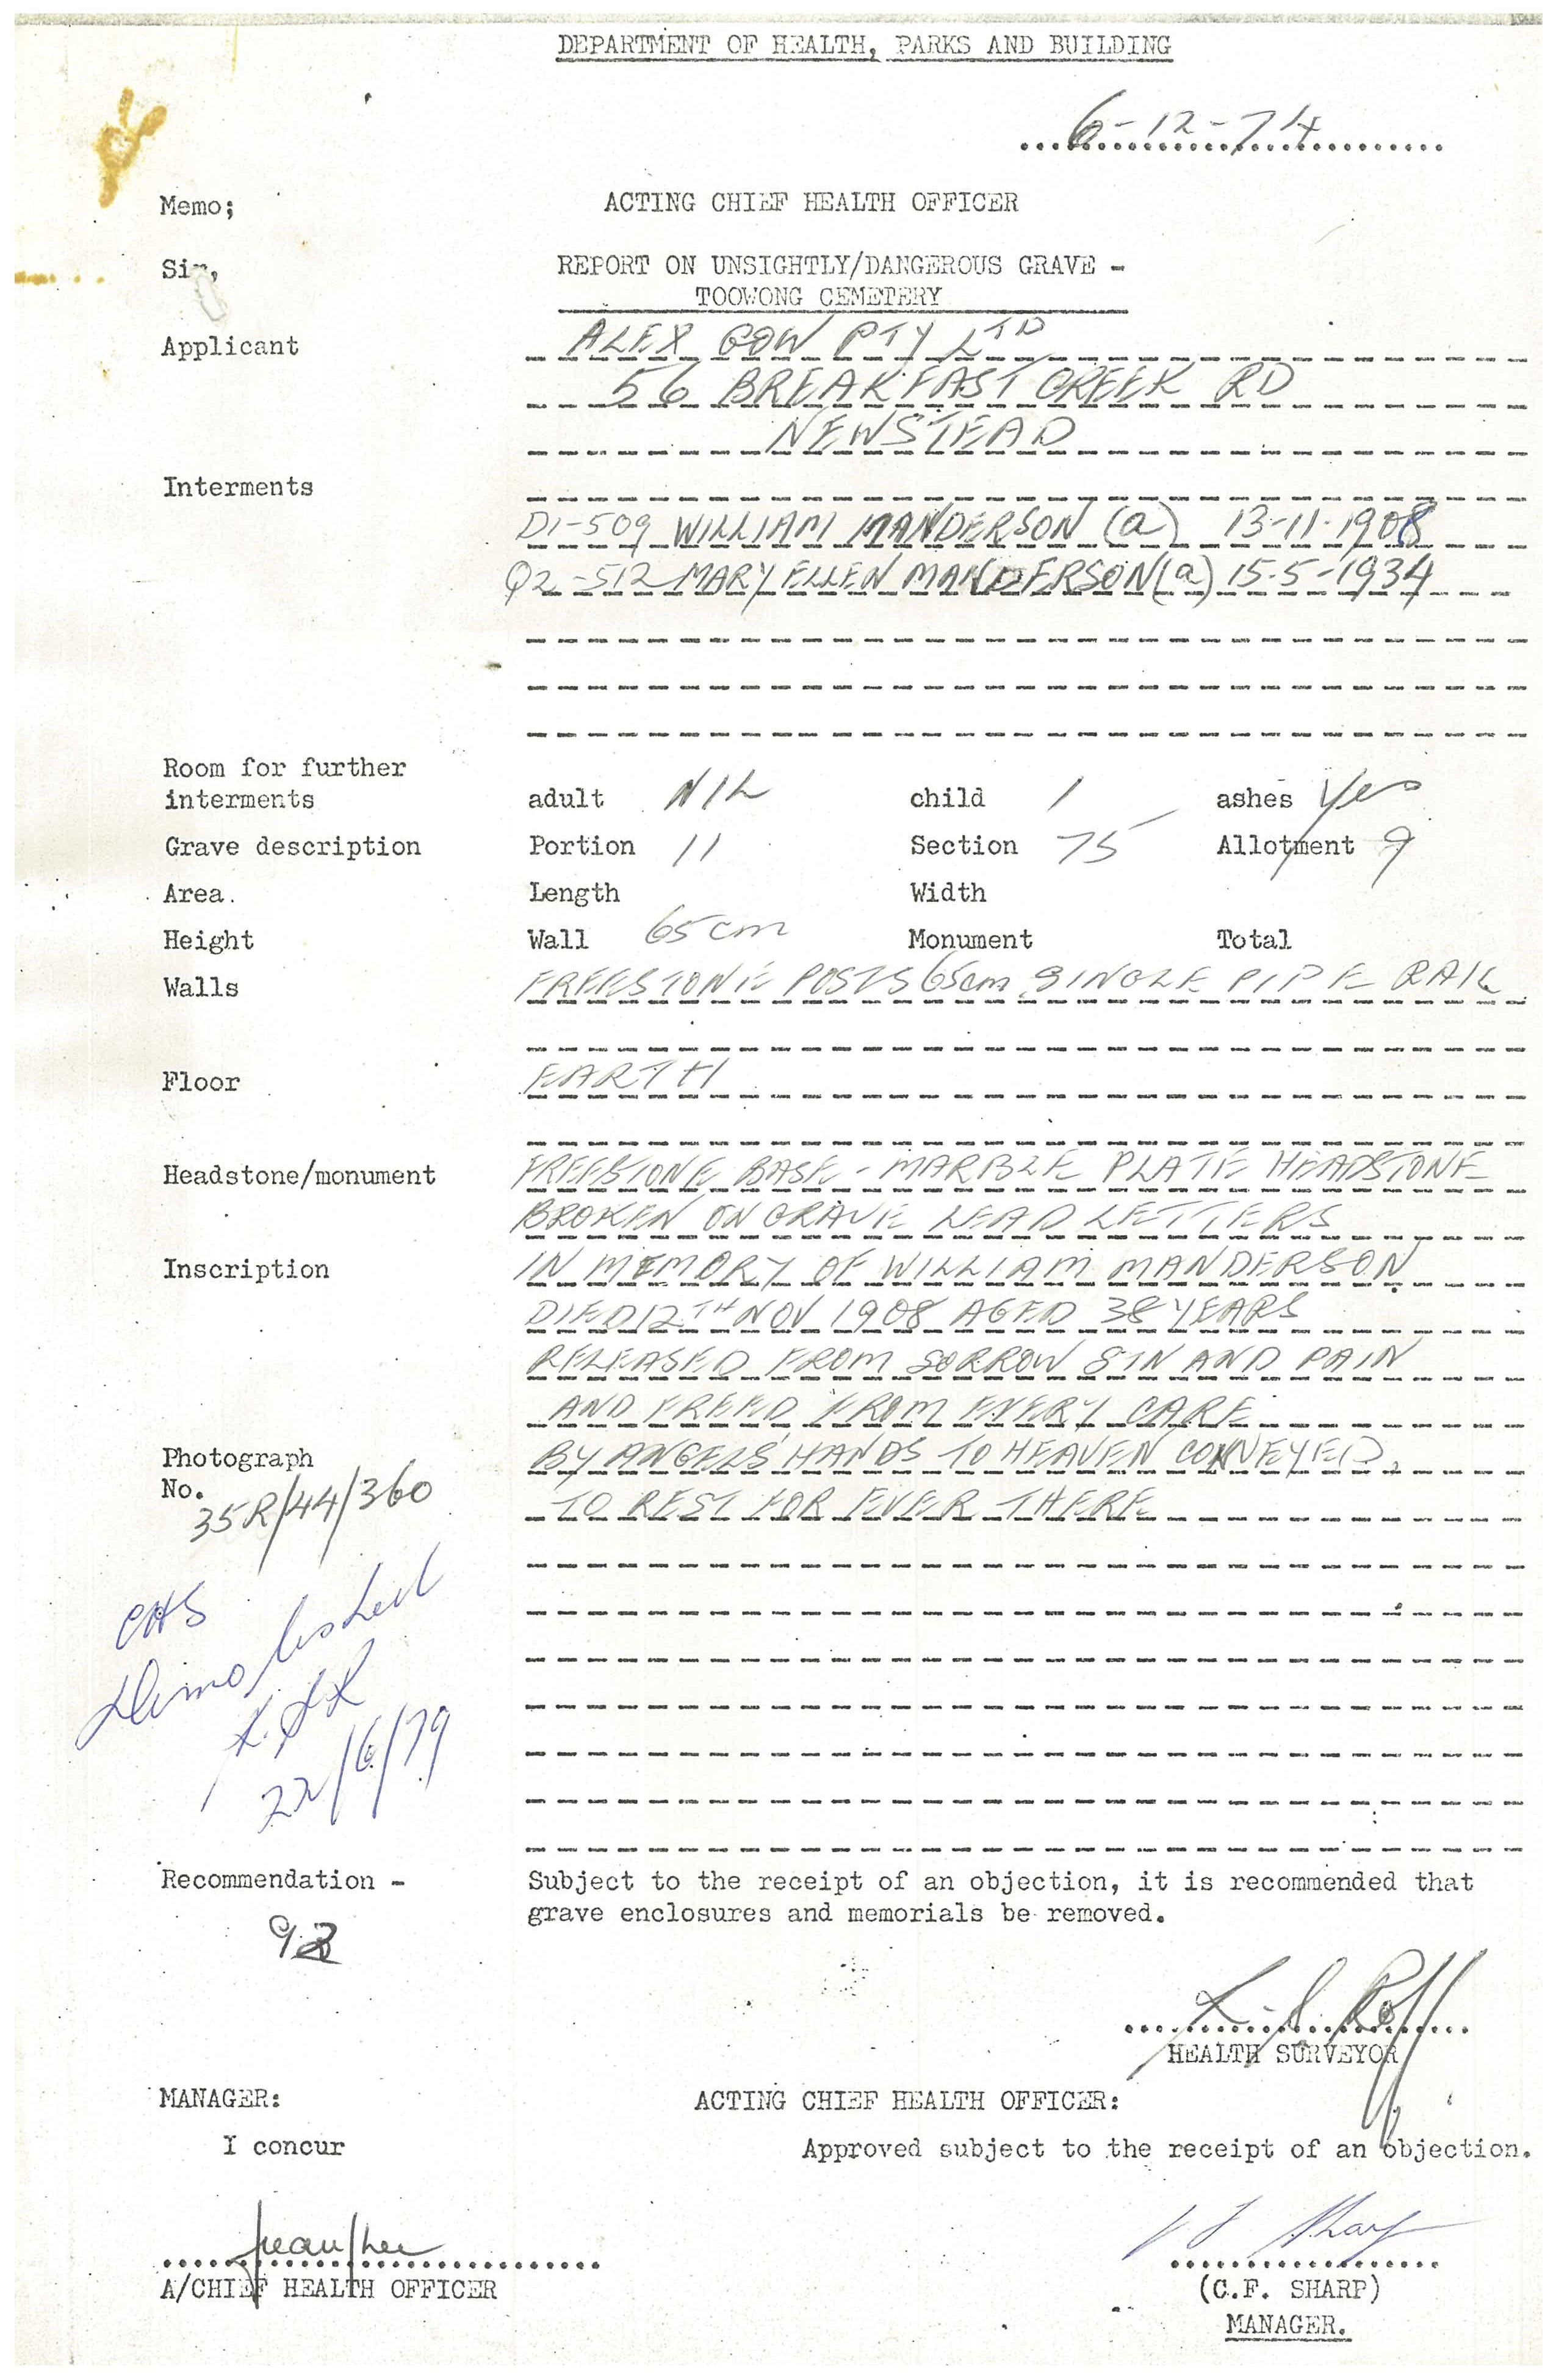 DEPARTMENT OF HEALTH, PARKS AND BUILDING
6-12-74
Memo; ACTING CHIEF HEALTH OFFICER
Sir, REPORT ON UNSIGHTLY/DANGEROUS GRAVE -
TOOWONG CEMETERY
Applicant ALEX GOW PTY LTD
56 BREAKFAST CREEK RD
NEWSTEAD
Interments
D1-509 WILLIAM MANDERSON (a) 13-11-1908
Q2-512 MARY ELLEN MANDERSON (a) 15-5-1934
Room for further
interments adult NIL child 1 ashes Yes
Grave description Portion 11 Section 75 Allotment 9
Area. Length Width
Height Wall 65cm Monument Total
Walls FREESTONE POSTS 65cm SINGLE PIPE RAIL
Floor EARTH
Headstone/monument FREESTONE BASE - MARBLE PLATE HEADSTONE
BROKEN ON GRAVE LEAD LETTERS
Inscription IN MEMORY OF WILLIAM MANDERSON
DIED 12TH NOV 1908 AGED 38 YEARS
RELEASED FROM SORROW SIN AND PAIN
AND FREED FROM EVERY CARE
Photograph BY ANGELS' HANDS TO HEAVEN CONVEYED,
No. 35R/44/360 TO REST FOR EVER THERE
CHS
22/6/79
Recommendation - Subject to the receipt of an objection, it is recommended that
grave enclosures and memorials be removed.
HEALTH SURVEYOR
MANAGER: ACTING CHIEF HEALTH OFFICER:
I concur Approved subject to the receipt of an objection.
A/CHIEF HEALTH OFFICER (C.F. SHARP)
MANAGER.